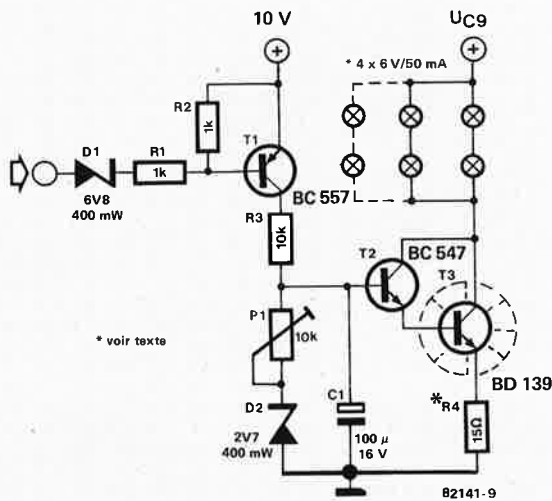 10 V
UC9
* 4 x 6 V/50 mA
R2
1k
T1
D1
R1
1k
6V8
400 mW
BC 557
R3
10k
T2
BC 547
T3
P1
10k
* voir texte
BD 139
D2
C1
*R4
15Ω
2V7
400 mW
100 µ
16 V
82141-9